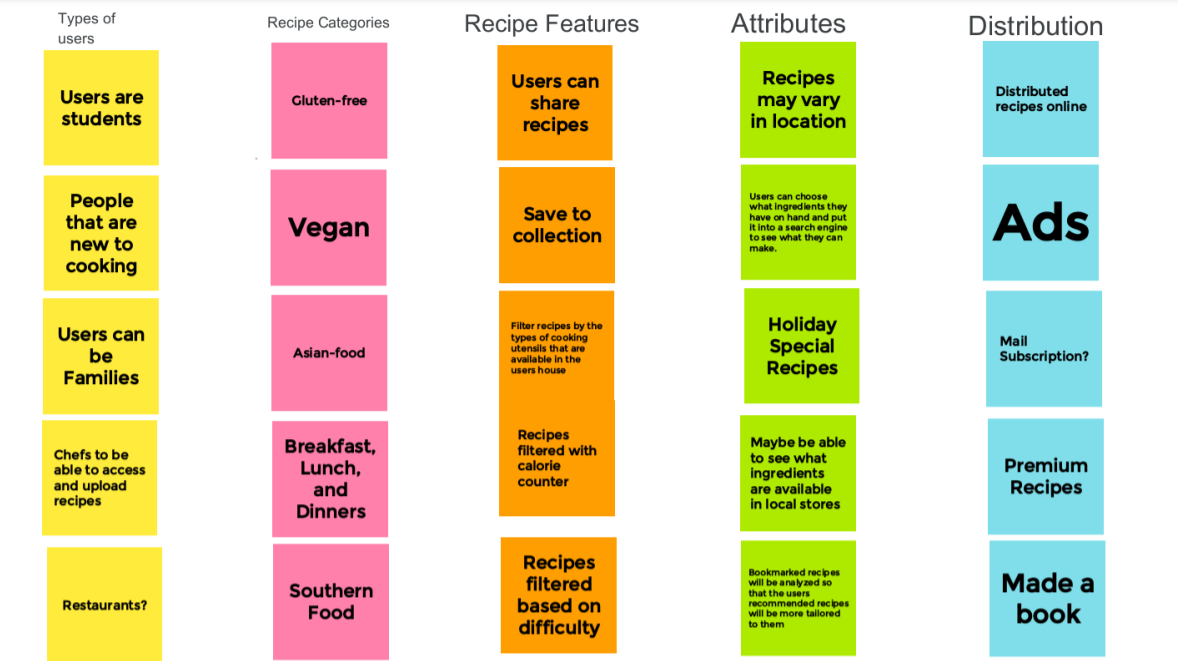 Types of
users
Users are
students
People
that are
new to
cooking
Users can
be
Families
Chefs to be
able to access
and upload
recipes
Restaurants?
Recipe Categories
Gluten-free
Vegan
Asian-food
Breakfast,
Lunch,
and
Dinners
Southern
Food
Recipe Features
Users can
share
recipes
Save to
collection
Filter recipes by the
types of cooking
utensils that are
available in the
users house
Recipes
filtered with
calorie
counter
Recipes
filtered
based on
difficulty
Attributes
Recipes
may vary
in location
Users can choose
what ingredients they
have on hand and put
it into a search engine
to see what they can
make.
Holiday
Special
Recipes
Maybe be able
to see what
ingredients
are available
in local stores
Bookmarked recipes
will be analyzed so
that the users
recommended recipes
will be more tailored
to them
Distribution
Distributed
recipes online
Ads
Mail
Subscription?
Premium
Recipes
Made a
book